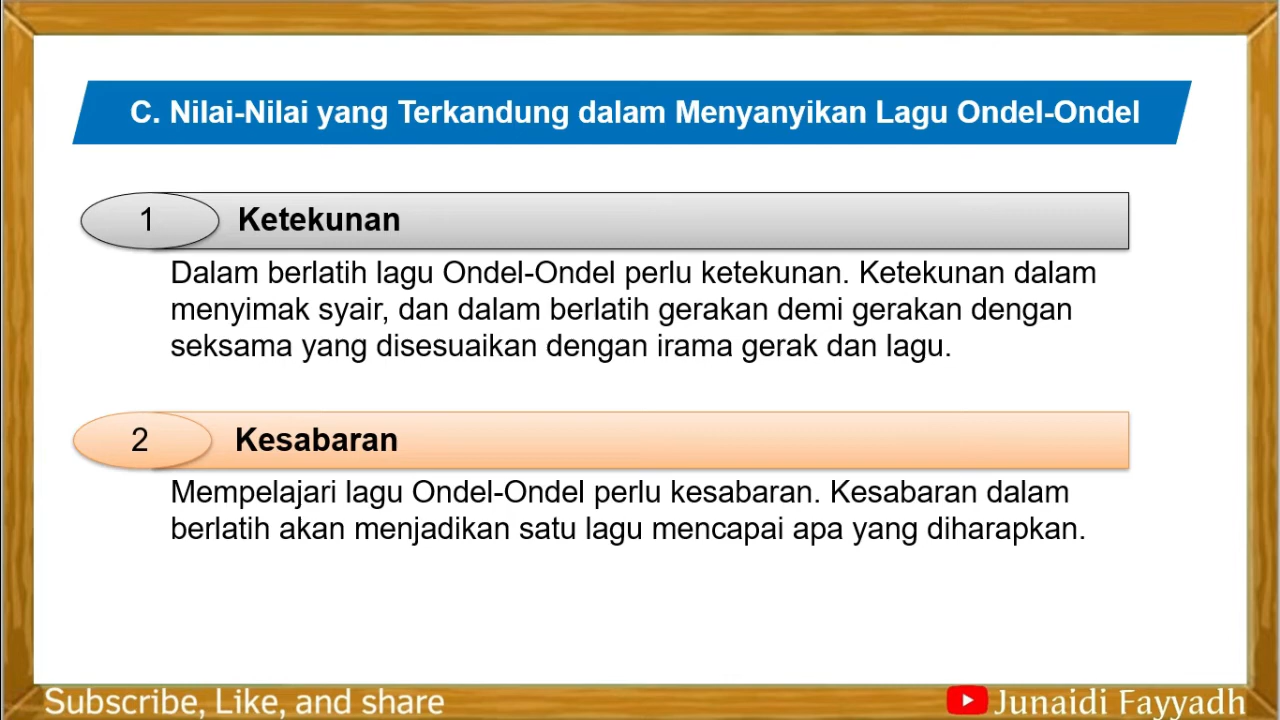 C. Nilai-Nilai yang Terkandung dalam Menyanyikan Lagu Ondel-Ondel
1 Ketekunan
Dalam berlatih lagu Ondel-Ondel perlu ketekunan. Ketekunan dalam
menyimak syair, dan dalam berlatih gerakan demi gerakan dengan
seksama yang disesuaikan dengan irama gerak dan lagu.
2 Kesabaran
Mempelajari lagu Ondel-Ondel perlu kesabaran. Kesabaran dalam
berlatih akan menjadikan satu lagu mencapai apa yang diharapkan.
Subscribe, Like, and share
Junaidi Fayyadh